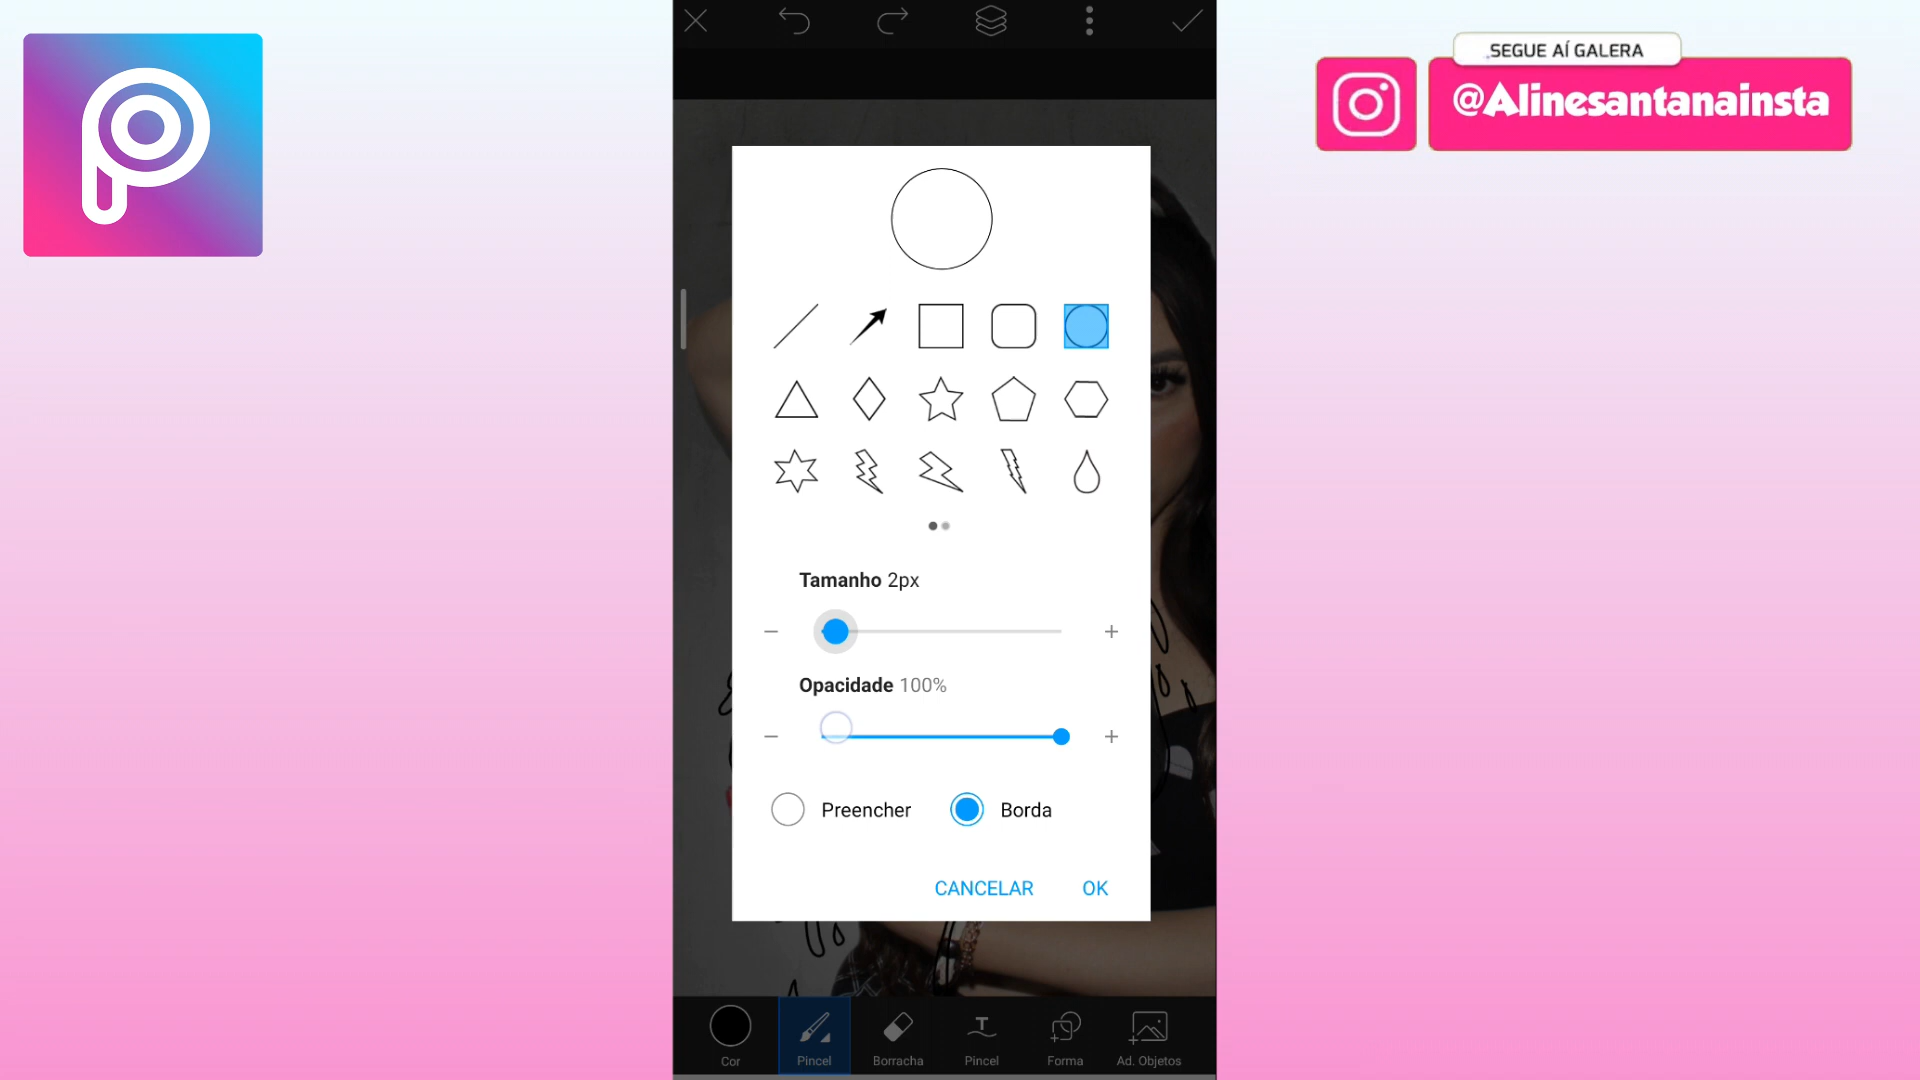 SEGUE AÍ GALERA
@Alinesantanainsta
Tamanho 2px
Opacidade 100%
Preencher
Borda
CANCELAR
OK
Cor
Pincel
Borracha
Pincel
Forma
Ad. Objetos